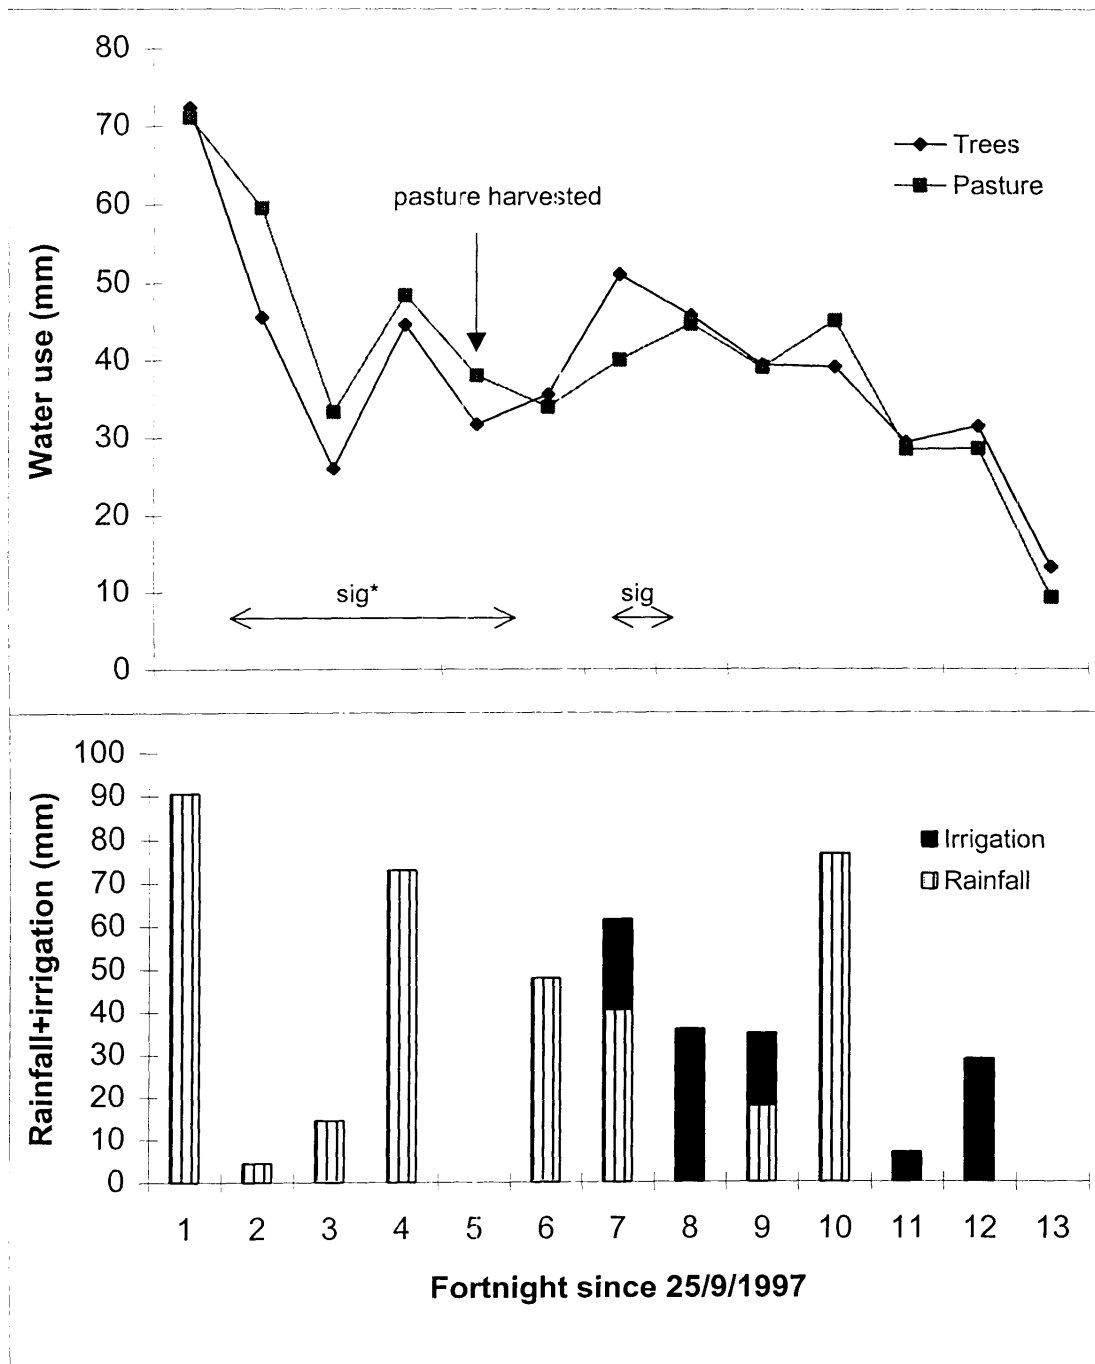 80
70
60
50
40
30
20
10
0
Water use (mm)
Trees
Pasture
pasture harvested
sig*
sig
100
90
80
70
60
50
40
30
20
10
0
Rainfall+irrigation (mm)
Irrigation
Rainfall
1 2 3 4 5 6 7 8 9 10 11 12 13
Fortnight since 25/9/1997